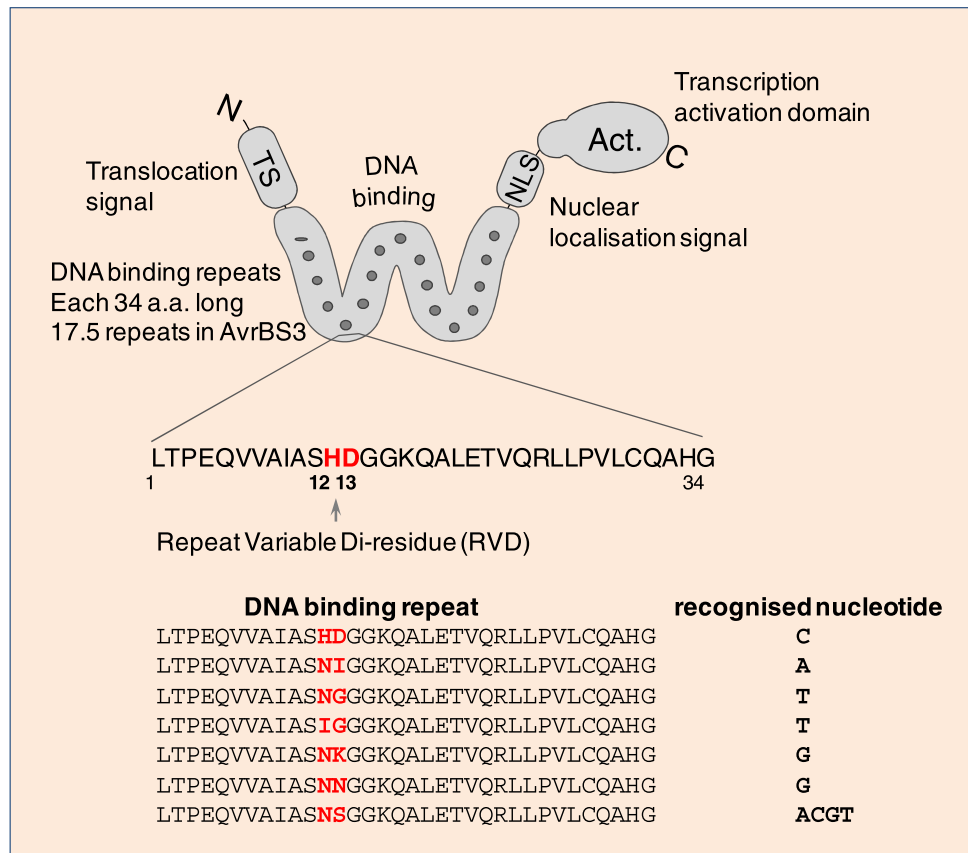 N
TS
Translocation
signal
DNA
binding
NLS
Act.
C
Transcription
activation domain
Nuclear
localisation signal
DNA binding repeats
Each 34 a.a. long
17.5 repeats in AvrBS3
LTPEQVVAIASHDGGKQALETVQRLLPVLCQAHG
1 12 13 34
Repeat Variable Di-residue (RVD)
DNA binding repeat recognised nucleotide
LTPEQVVAIASHDGGKQALETVQRLLPVLCQAHG C
LTPEQVVAIASNIGGKQALETVQRLLPVLCQAHG A
LTPEQVVAIASNGGGKQALETVQRLLPVLCQAHG T
LTPEQVVAIASIGGGKQALETVQRLLPVLCQAHG T
LTPEQVVAIASNKGGKQALETVQRLLPVLCQAHG G
LTPEQVVAIASNNGGKQALETVQRLLPVLCQAHG G
LTPEQVVAIASNSGGKQALETVQRLLPVLCQAHG ACGT